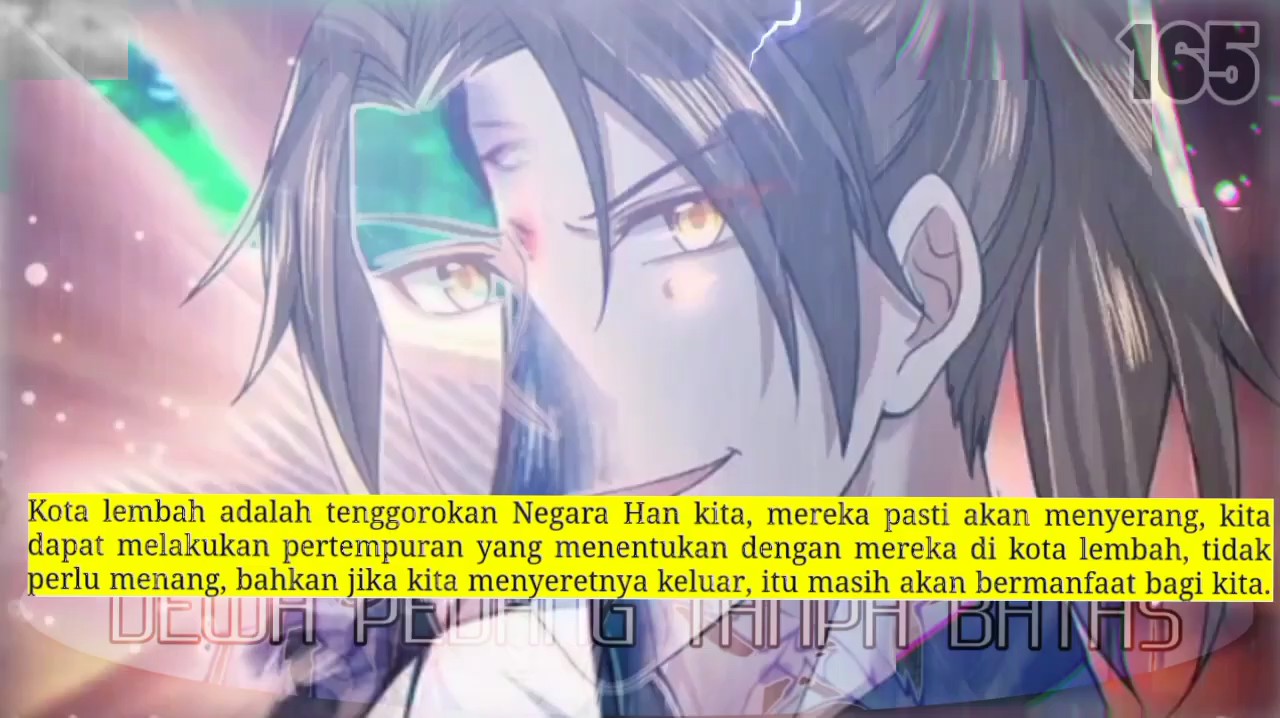 165
Kota lembah adalah tenggorokan Negara Han kita, mereka pasti akan menyerang, kita
dapat melakukan pertempuran yang menentukan dengan mereka di kota lembah, tidak
perlu menang, bahkan jika kita menyeretnya keluar, itu masih akan bermanfaat bagi kita.
DEWA PEDANG TANPA BATAS